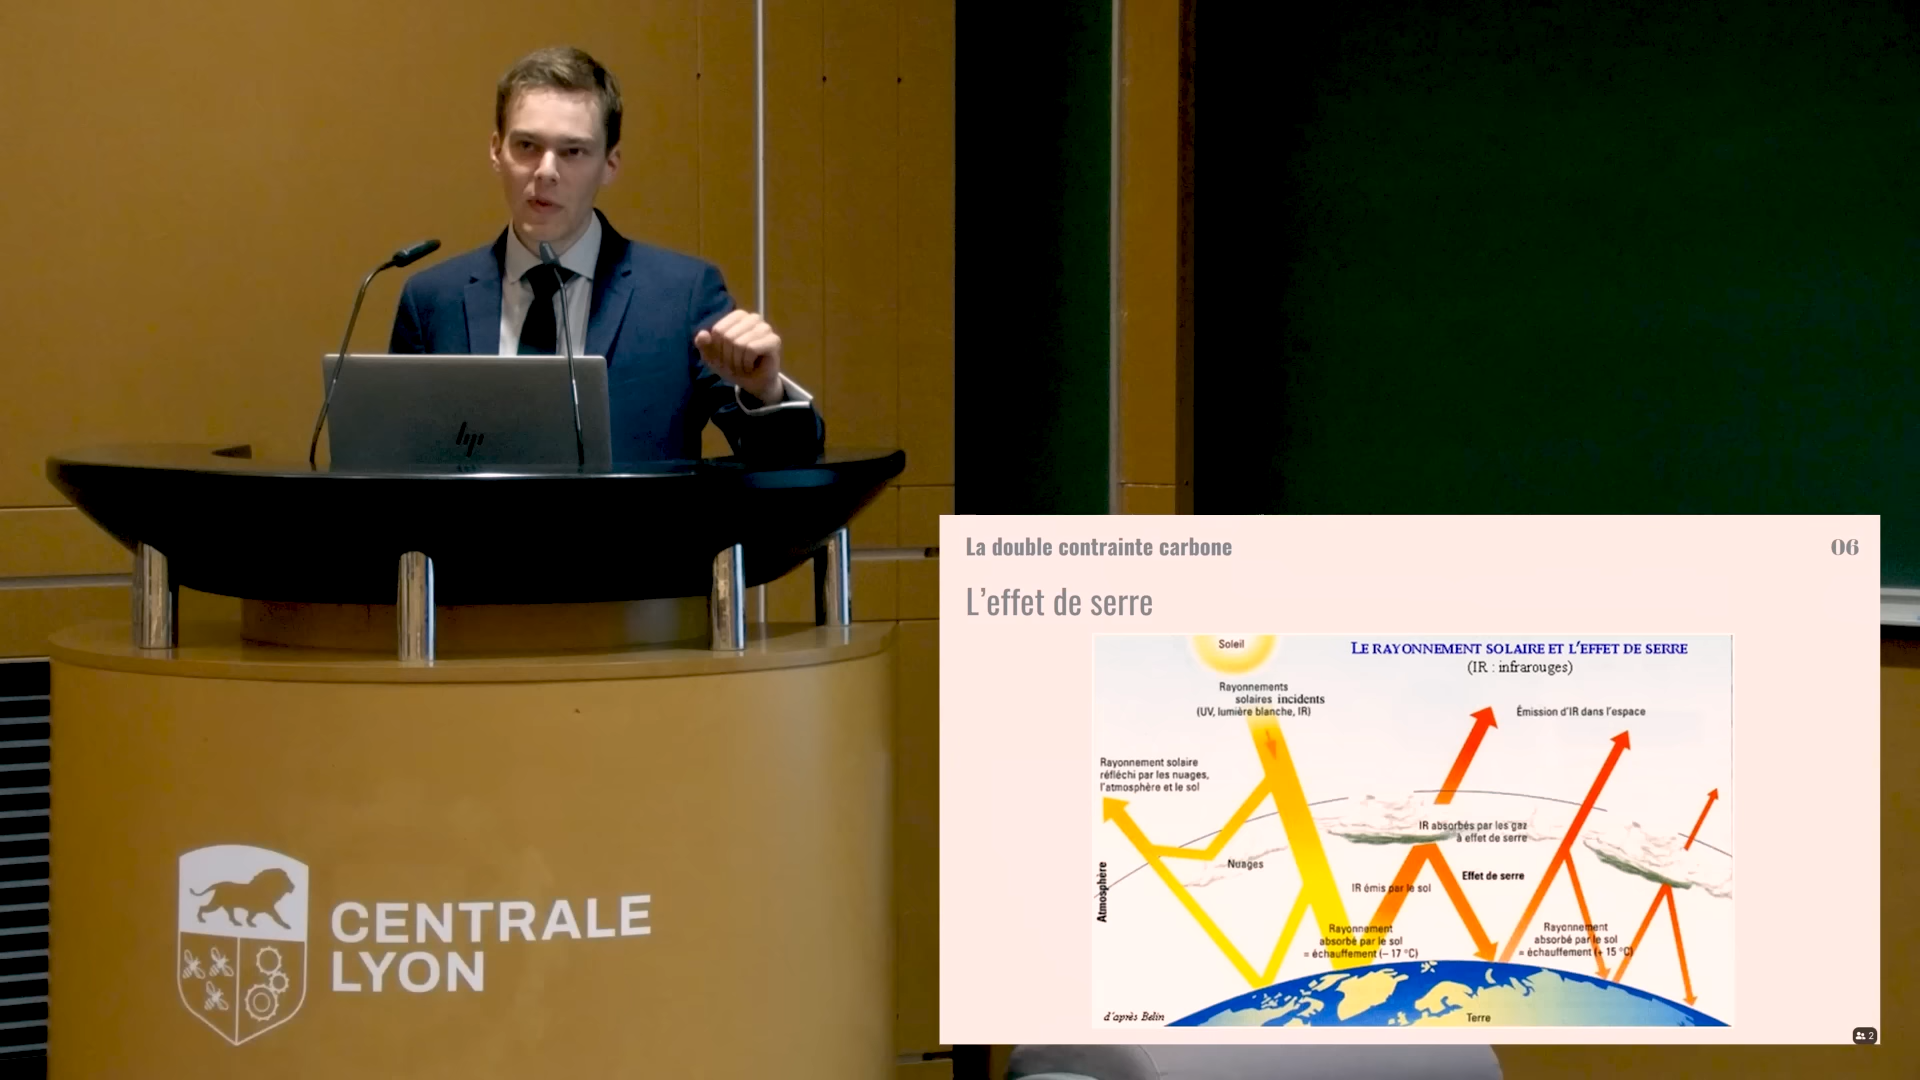 hp
CENTRALE
LYON
La double contrainte carbone
06
L'effet de serre
Soleil
LE RAYONNEMENT SOLAIRE ET L'EFFET DE SERRE
(IR : infrarouges)
Rayonnements
solaires incidents
(UV, lumière blanche, IR)
Émission d'IR dans l'espace
Rayonnement solaire
réfléchi par les nuages,
l'atmosphère et le sol
IR absorbés par les gaz
à effet de serre
Nuages
Effet de serre
IR émis par le sol
Atmosphère
Rayonnement
absorbé par le sol
= échauffement (– 17 °C)
Rayonnement
absorbé par le sol
= échauffement (+ 15 °C)
d'après Belin
Terre
2